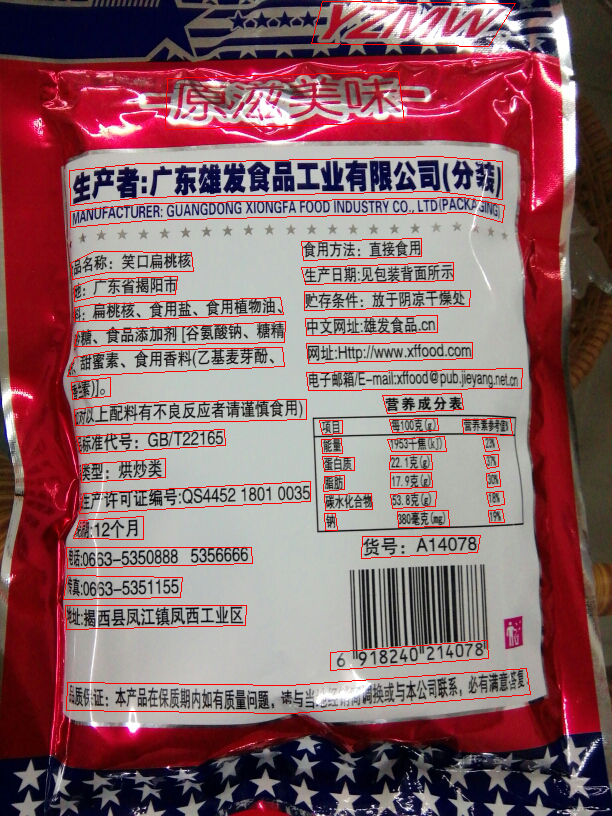 YZMW
原滋美味
生产者:广东雄发食品工业有限公司(分装)
MANUFACTURER: GUANGDONG XIONGFA FOOD INDUSTRY CO., LTD(PACKAGING)
品名称: 笑口扁桃核
地: 广东省揭阳市
料: 扁桃核、食用盐、食用植物油、
糖、食品添加剂 [谷氨酸钠、糖精
、甜蜜素、食用香料(乙基麦芽酚、
兰素)]。
对以上配料有不良反应者请谨慎食用)
标准代号: GB/T22165
类型: 烘炒类
生产许可证编号:QS4452 1801 0035
期:12个月
电话:0663-5350888 5356666
传真:0663-5351155
地址:揭西县凤江镇凤西工业区
食用方法: 直接食用
生产日期:见包装背面所示
贮存条件: 放于阴凉干燥处
中文网址:雄发食品.cn
网址:Http://www.xffood.com
电子邮箱/E-mail:xffood@pub.jieyang.net.cn
营养成分表
项目 每100克(g) 营养素参考值%
能量 1953千焦(kJ) 23%
蛋白质 22.1克(g) 37%
脂肪 17.9克(g) 30%
碳水化合物 53.8克(g) 18%
钠 380毫克(mg) 19%
货号: A14078
6 918240 214078
品质保证: 本产品在保质期内如有质量问题, 请与当地经销商调换或与本公司联系, 必有满意答复